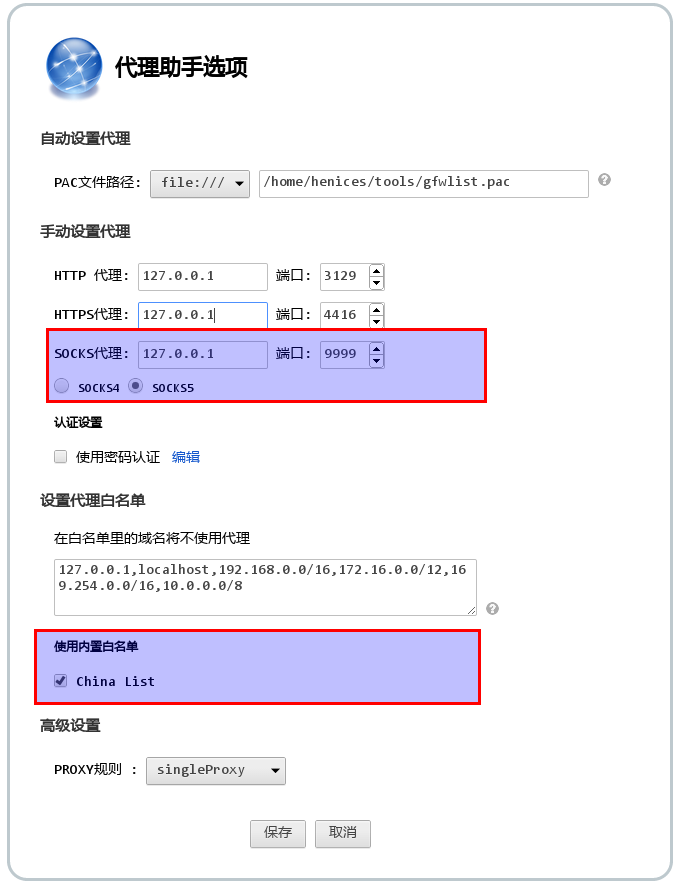 代理助手选项
自动设置代理
PAC文件路径: file:/// /home/henices/tools/gfwlist.pac ?
手动设置代理
HTTP 代理: 127.0.0.1 端口: 3129
HTTPS代理: 127.0.0.1 端口: 4416
SOCKS代理: 127.0.0.1 端口: 9999
SOCKS4 SOCKS5
认证设置
使用密码认证 编辑
设置代理白名单
在白名单里的域名将不使用代理
127.0.0.1,localhost,192.168.0.0/16,172.16.0.0/12,16
9.254.0.0/16,10.0.0.0/8
?
使用内置白名单
China List
高级设置
PROXY规则 : singleProxy
保存 取消